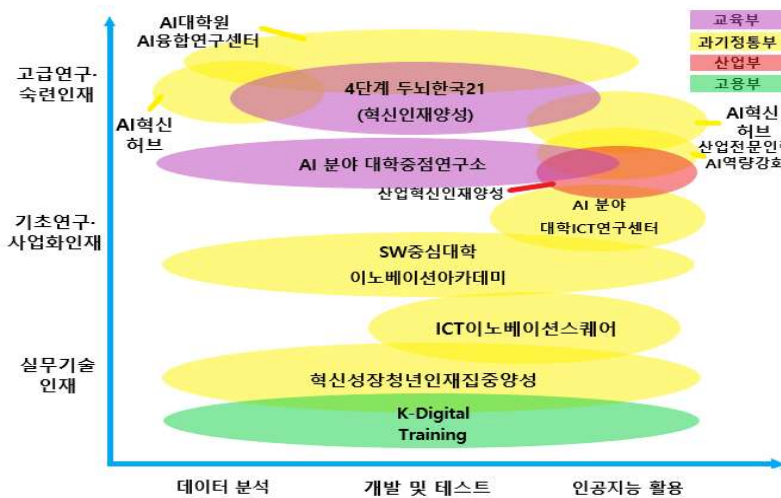 AI대학원
AI융합연구센터
교육부
과기정통부
산업부
고용부
고급연구·
숙련인재
4단계 두뇌한국21
(혁신인재양성)
AI혁신
허브
AI혁신
허브
산업전문인력
AI역량강화
AI 분야 대학중점연구소
산업혁신인재양성
AI 분야
대학ICT연구센터
기초연구·
사업화인재
SW중심대학
이노베이션아카데미
ICT이노베이션스퀘어
실무기술
인재
혁신성장청년인재집중양성
K-Digital
Training
데이터 분석
개발 및 테스트
인공지능 활용